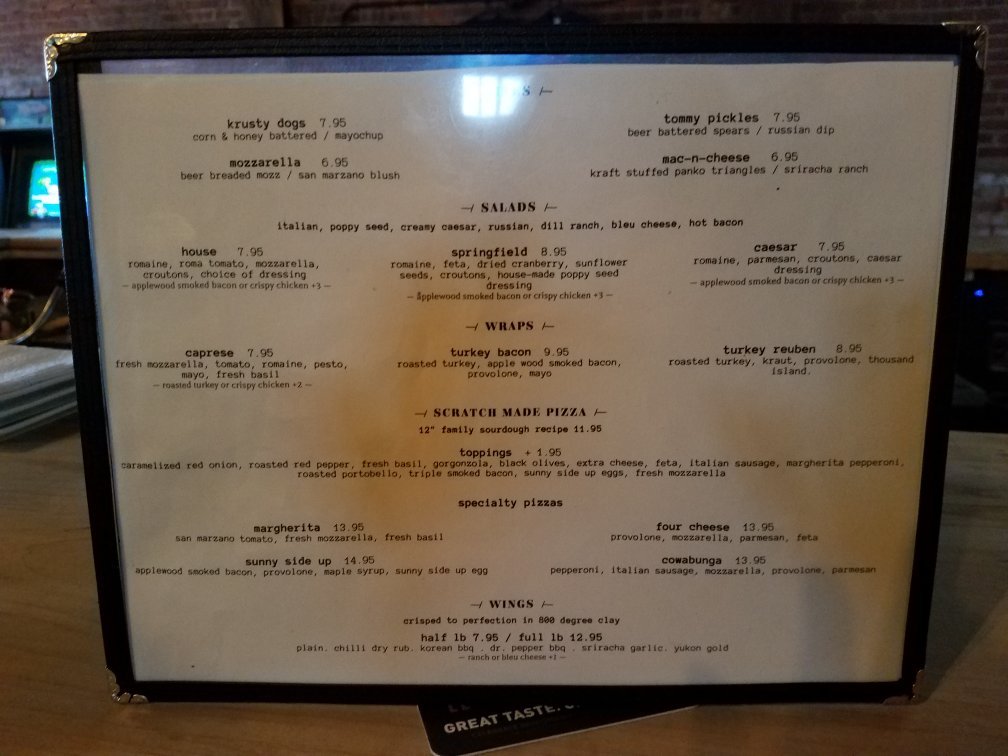 krusty dogs 7.95
corn & honey battered / mayochup
tommy pickles 7.95
beer battered spears / russian dip
mozzarella 6.95
beer breaded mozz / san marzano blush
mac-n-cheese 6.95
kraft stuffed panko triangles / sriracha ranch
SALADS
italian, poppy seed, creamy caesar, russian, dill ranch, bleu cheese, hot bacon
house 7.95
romaine, roma tomato, mozzarella,
croutons, choice of dressing
— applewood smoked bacon or crispy chicken +3 —
springfield 8.95
romaine, feta, dried cranberry, sunflower
seeds, croutons, house-made poppy seed
dressing
— applewood smoked bacon or crispy chicken +3 —
caesar 7.95
romaine, parmesan, croutons, caesar
dressing
— applewood smoked bacon or crispy chicken +3 —
WRAPS
caprese 7.95
fresh mozzarella, tomato, romaine, pesto,
mayo, fresh basil
— roasted turkey or crispy chicken +2 —
turkey bacon 9.95
roasted turkey, apple wood smoked bacon,
provolone, mayo
turkey reuben 8.95
roasted turkey, kraut, provolone, thousand
island.
SCRATCH MADE PIZZA
12" family sourdough recipe 11.95
toppings + 1.95
caramelized red onion, roasted red pepper, fresh basil, gorgonzola, black olives, extra cheese, feta, italian sausage, margherita pepperoni,
roasted portobello, triple smoked bacon, sunny side up eggs, fresh mozzarella
specialty pizzas
margherita 13.95
san marzano tomato, fresh mozzarella, fresh basil
four cheese 13.95
provolone, mozzarella, parmesan, feta
sunny side up 14.95
applewood smoked bacon, provolone, maple syrup, sunny side up egg
cowabunga 13.95
pepperoni, italian sausage, mozzarella, provolone, parmesan
WINGS
crisped to perfection in 800 degree clay
half lb 7.95 / full lb 12.95
plain. chilli dry rub. korean bbq . dr. pepper bbq . sriracha garlic. yukon gold
— ranch or bleu cheese +1 —
GREAT TASTE.